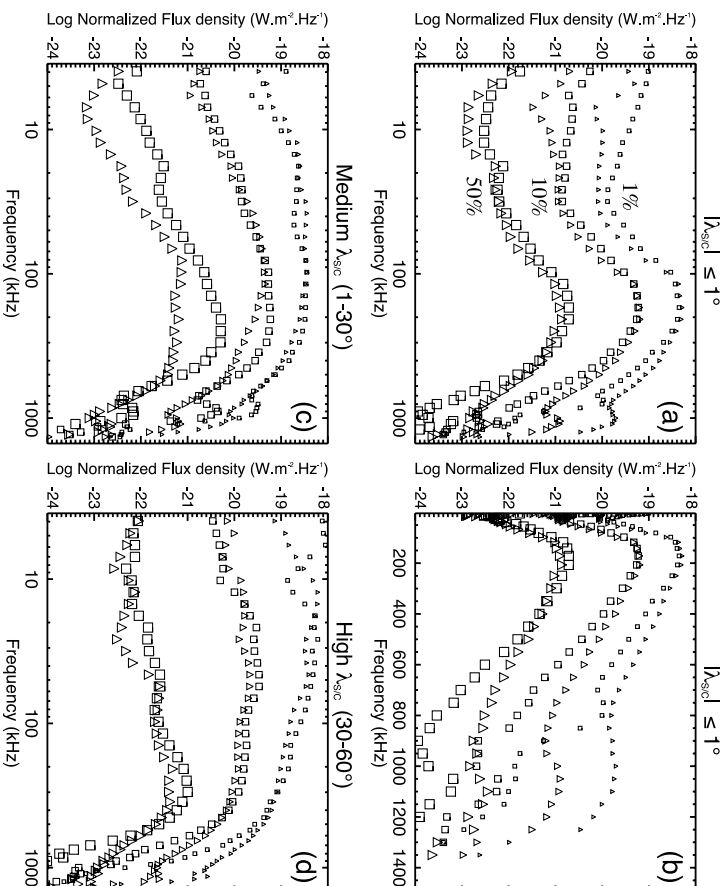 |λ_S/C| ≤ 1°
(a)
1%
10%
50%
-18
-19
-20
-21
-22
-23
-24
Log Normalized Flux density (W.m⁻².Hz⁻¹)
10
100
1000
Frequency (kHz)
|λ_S/C| ≤ 1°
(b)
-18
-19
-20
-21
-22
-23
-24
Log Normalized Flux density (W.m⁻².Hz⁻¹)
200
400
600
800
1000
1200
1400
Frequency (kHz)
Medium λ_S/C (1-30°)
(c)
-18
-19
-20
-21
-22
-23
-24
Log Normalized Flux density (W.m⁻².Hz⁻¹)
10
100
1000
Frequency (kHz)
High λ_S/C (30-60°)
(d)
-18
-19
-20
-21
-22
-23
-24
Log Normalized Flux density (W.m⁻².Hz⁻¹)
10
100
1000
Frequency (kHz)